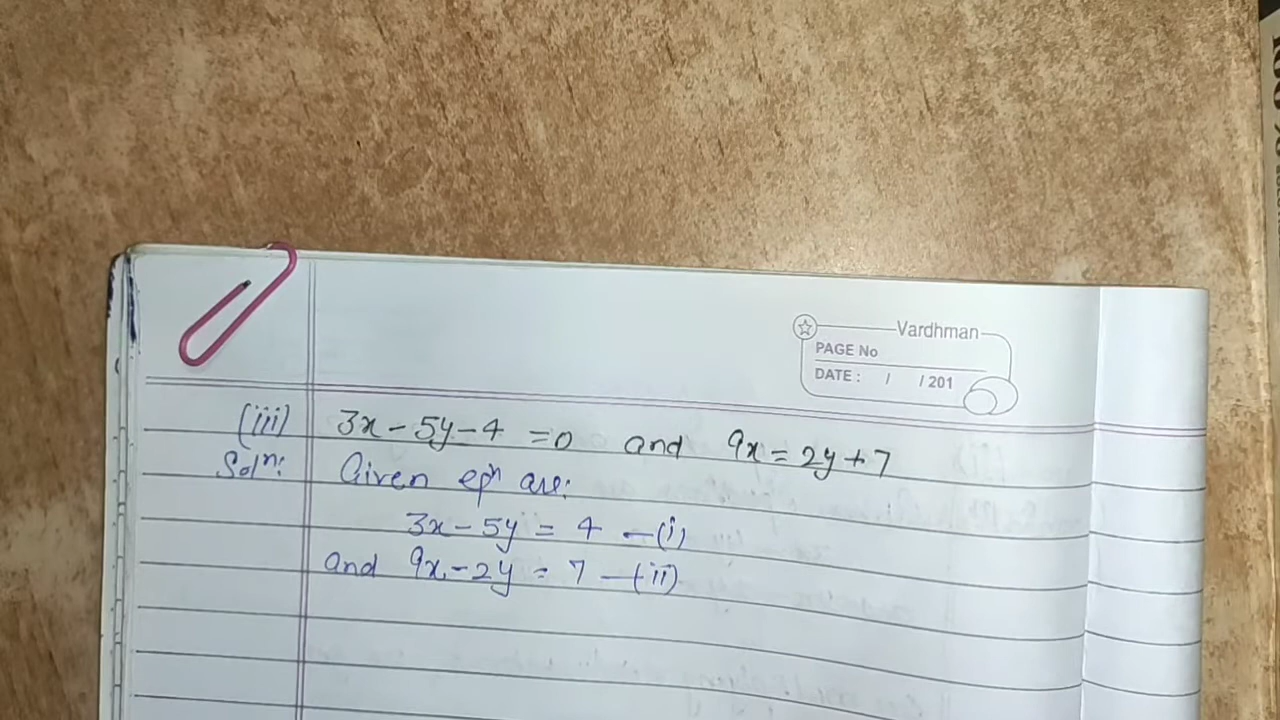 Vardhman
PAGE No
DATE : / / 201
(iii) 3x - 5y - 4 = 0 and 9x = 2y + 7
Solⁿ: Given eqⁿ are:
3x - 5y = 4 —(i)
and 9x - 2y = 7 —(ii)